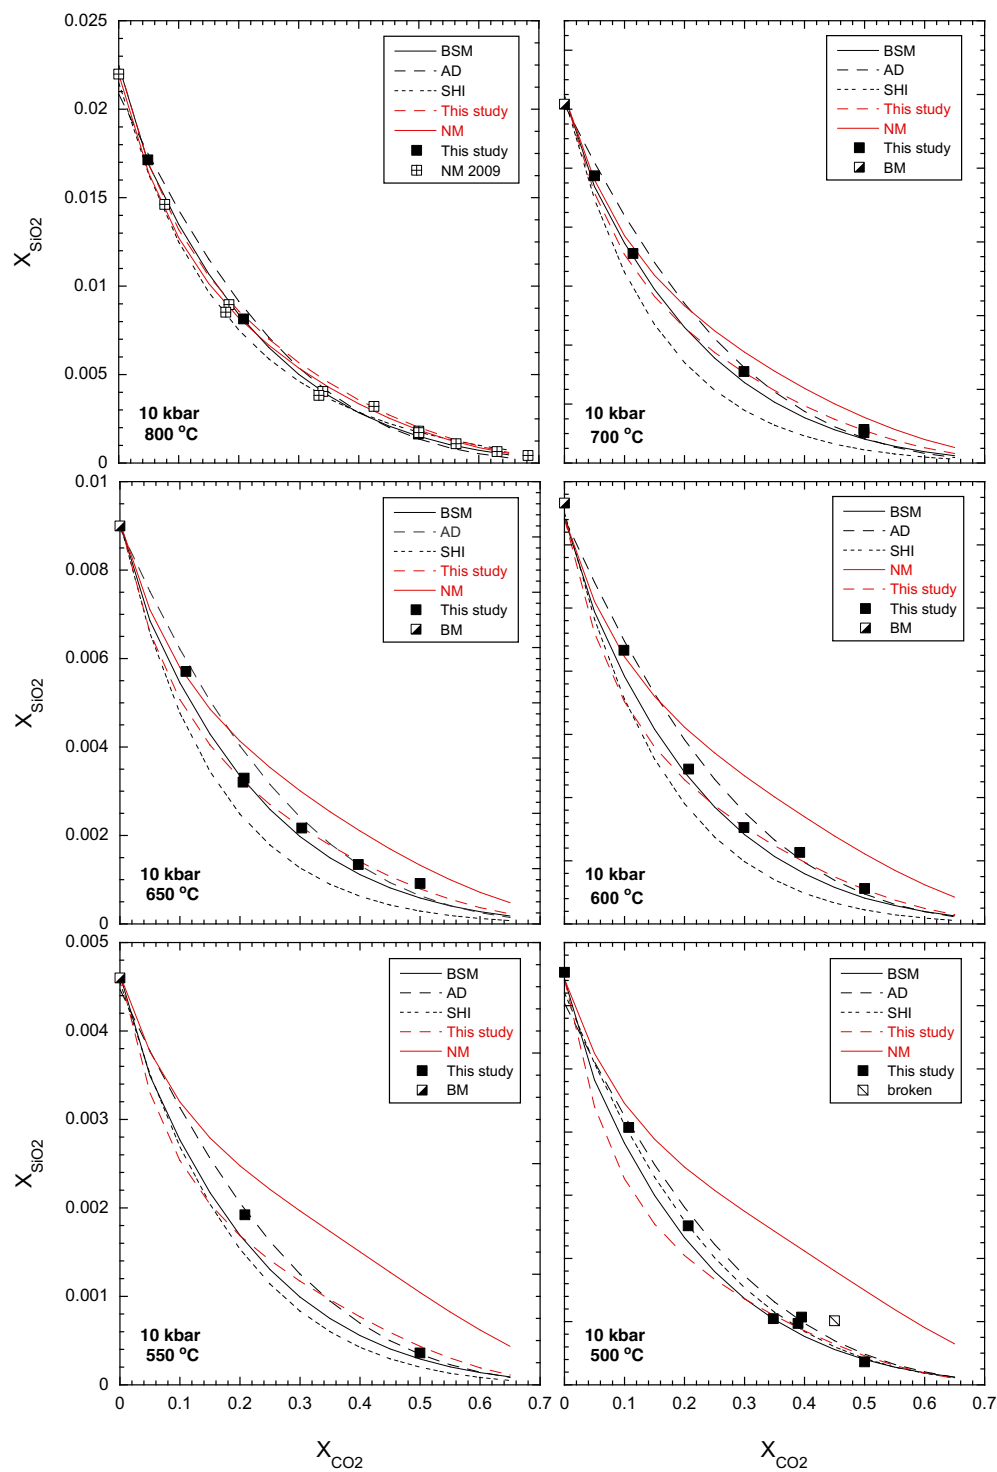 0.025
0.02
0.015
0.01
0.005
0
X SiO2
BSM
AD
SHI
This study
NM
This study
NM 2009
10 kbar
800 °C
BSM
AD
SHI
This study
NM
This study
BM
10 kbar
700 °C
0.01
0.008
0.006
0.004
0.002
0
X SiO2
BSM
AD
SHI
This study
NM
This study
BM
10 kbar
650 °C
BSM
AD
SHI
NM
This study
This study
BM
10 kbar
600 °C
0.005
0.004
0.003
0.002
0.001
0
X SiO2
BSM
AD
SHI
This study
NM
This study
BM
10 kbar
550 °C
BSM
AD
SHI
This study
NM
This study
broken
10 kbar
500 °C
0 0.1 0.2 0.3 0.4 0.5 0.6 0.7
0 0.1 0.2 0.3 0.4 0.5 0.6 0.7
X CO2
X CO2